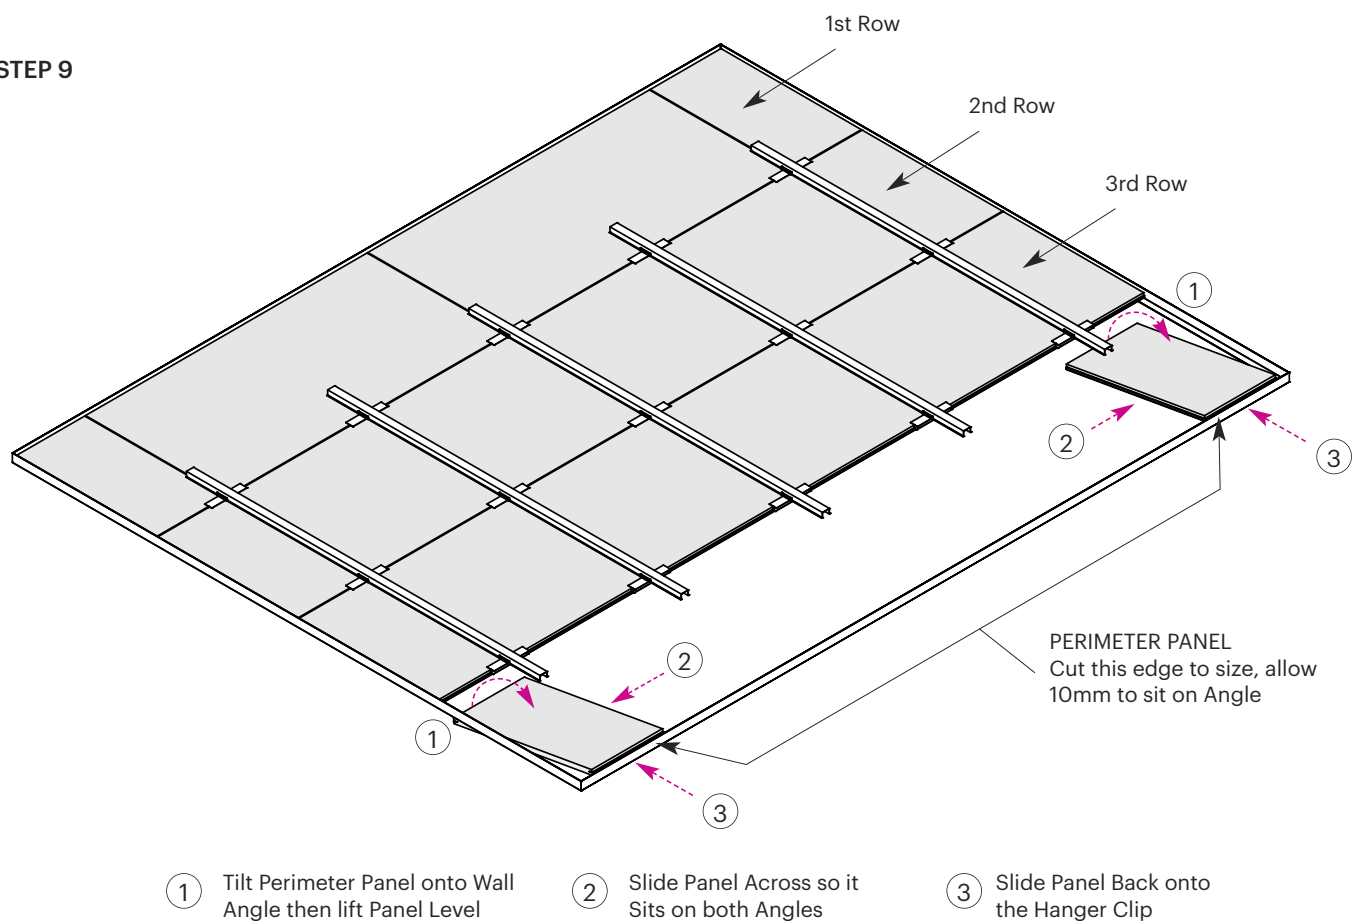 STEP 9
1st Row
2nd Row
3rd Row
1
2
3
2
1
3
PERIMETER PANEL
Cut this edge to size, allow
10mm to sit on Angle
1 Tilt Perimeter Panel onto Wall
Angle then lift Panel Level
2 Slide Panel Across so it
Sits on both Angles
3 Slide Panel Back onto
the Hanger Clip